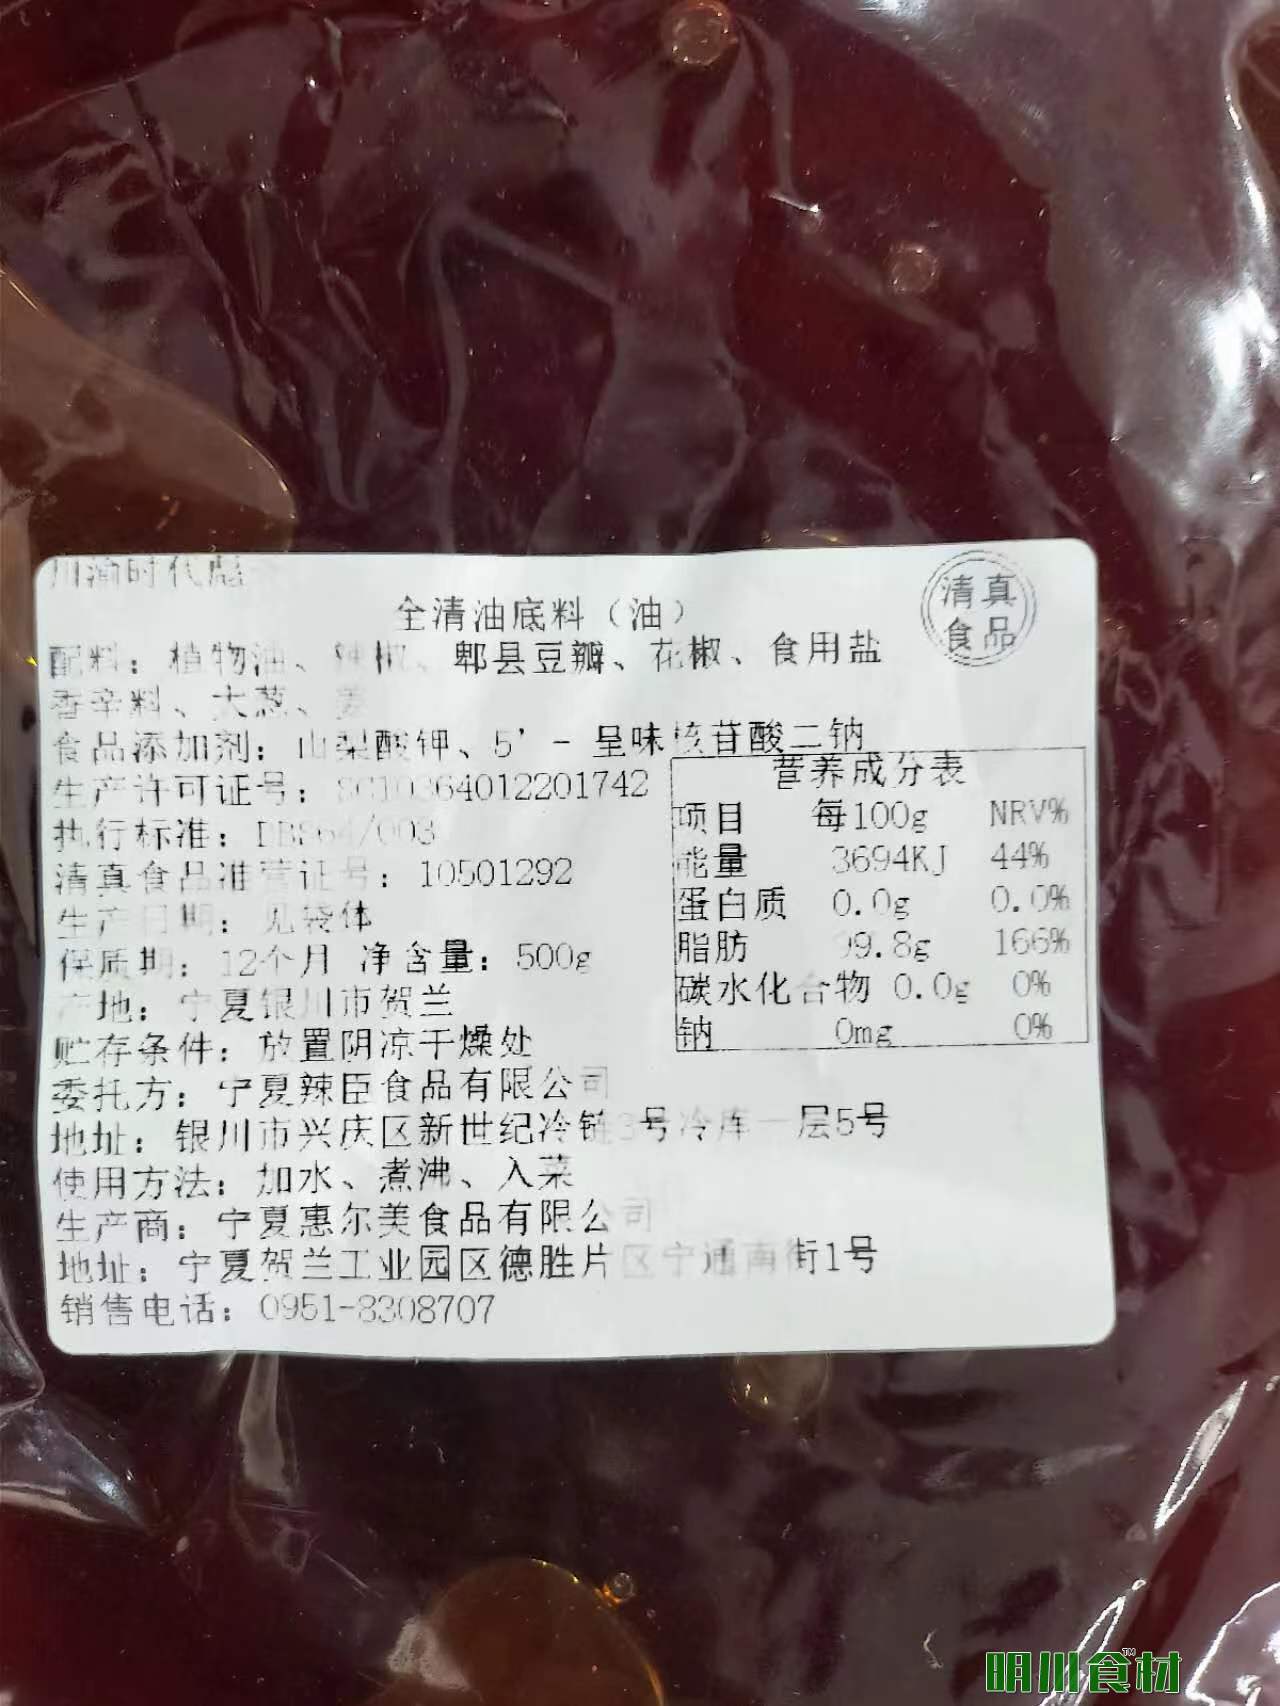 川渝时代
全清油底料（油）
清真
食品
配料：植物油、辣椒、郫县豆瓣、花椒、食用盐
香辛料、大葱、姜
食品添加剂：山梨酸钾、5’-呈味核苷酸二钠
生产许可证号：SC10364012201742
执行标准：DBS64/003
清真食品准营证号：10501292
生产日期：见袋体
保质期：12个月 净含量：500g
产地：宁夏银川市贺兰
贮存条件：放置阴凉干燥处
委托方：宁夏辣臣食品有限公司
地址：银川市兴庆区新世纪冷链3号冷库一层5号
使用方法：加水、煮沸、入菜
生产商：宁夏惠尔美食品有限公司
地址：宁夏贺兰工业园区德胜片区宁通南街1号
销售电话：0951-8308707
营养成分表
项目 每100g NRV%
能量 3694KJ 44%
蛋白质 0.0g 0.0%
脂肪 99.8g 166%
碳水化合物 0.0g 0%
钠 0mg 0%
明川食材™